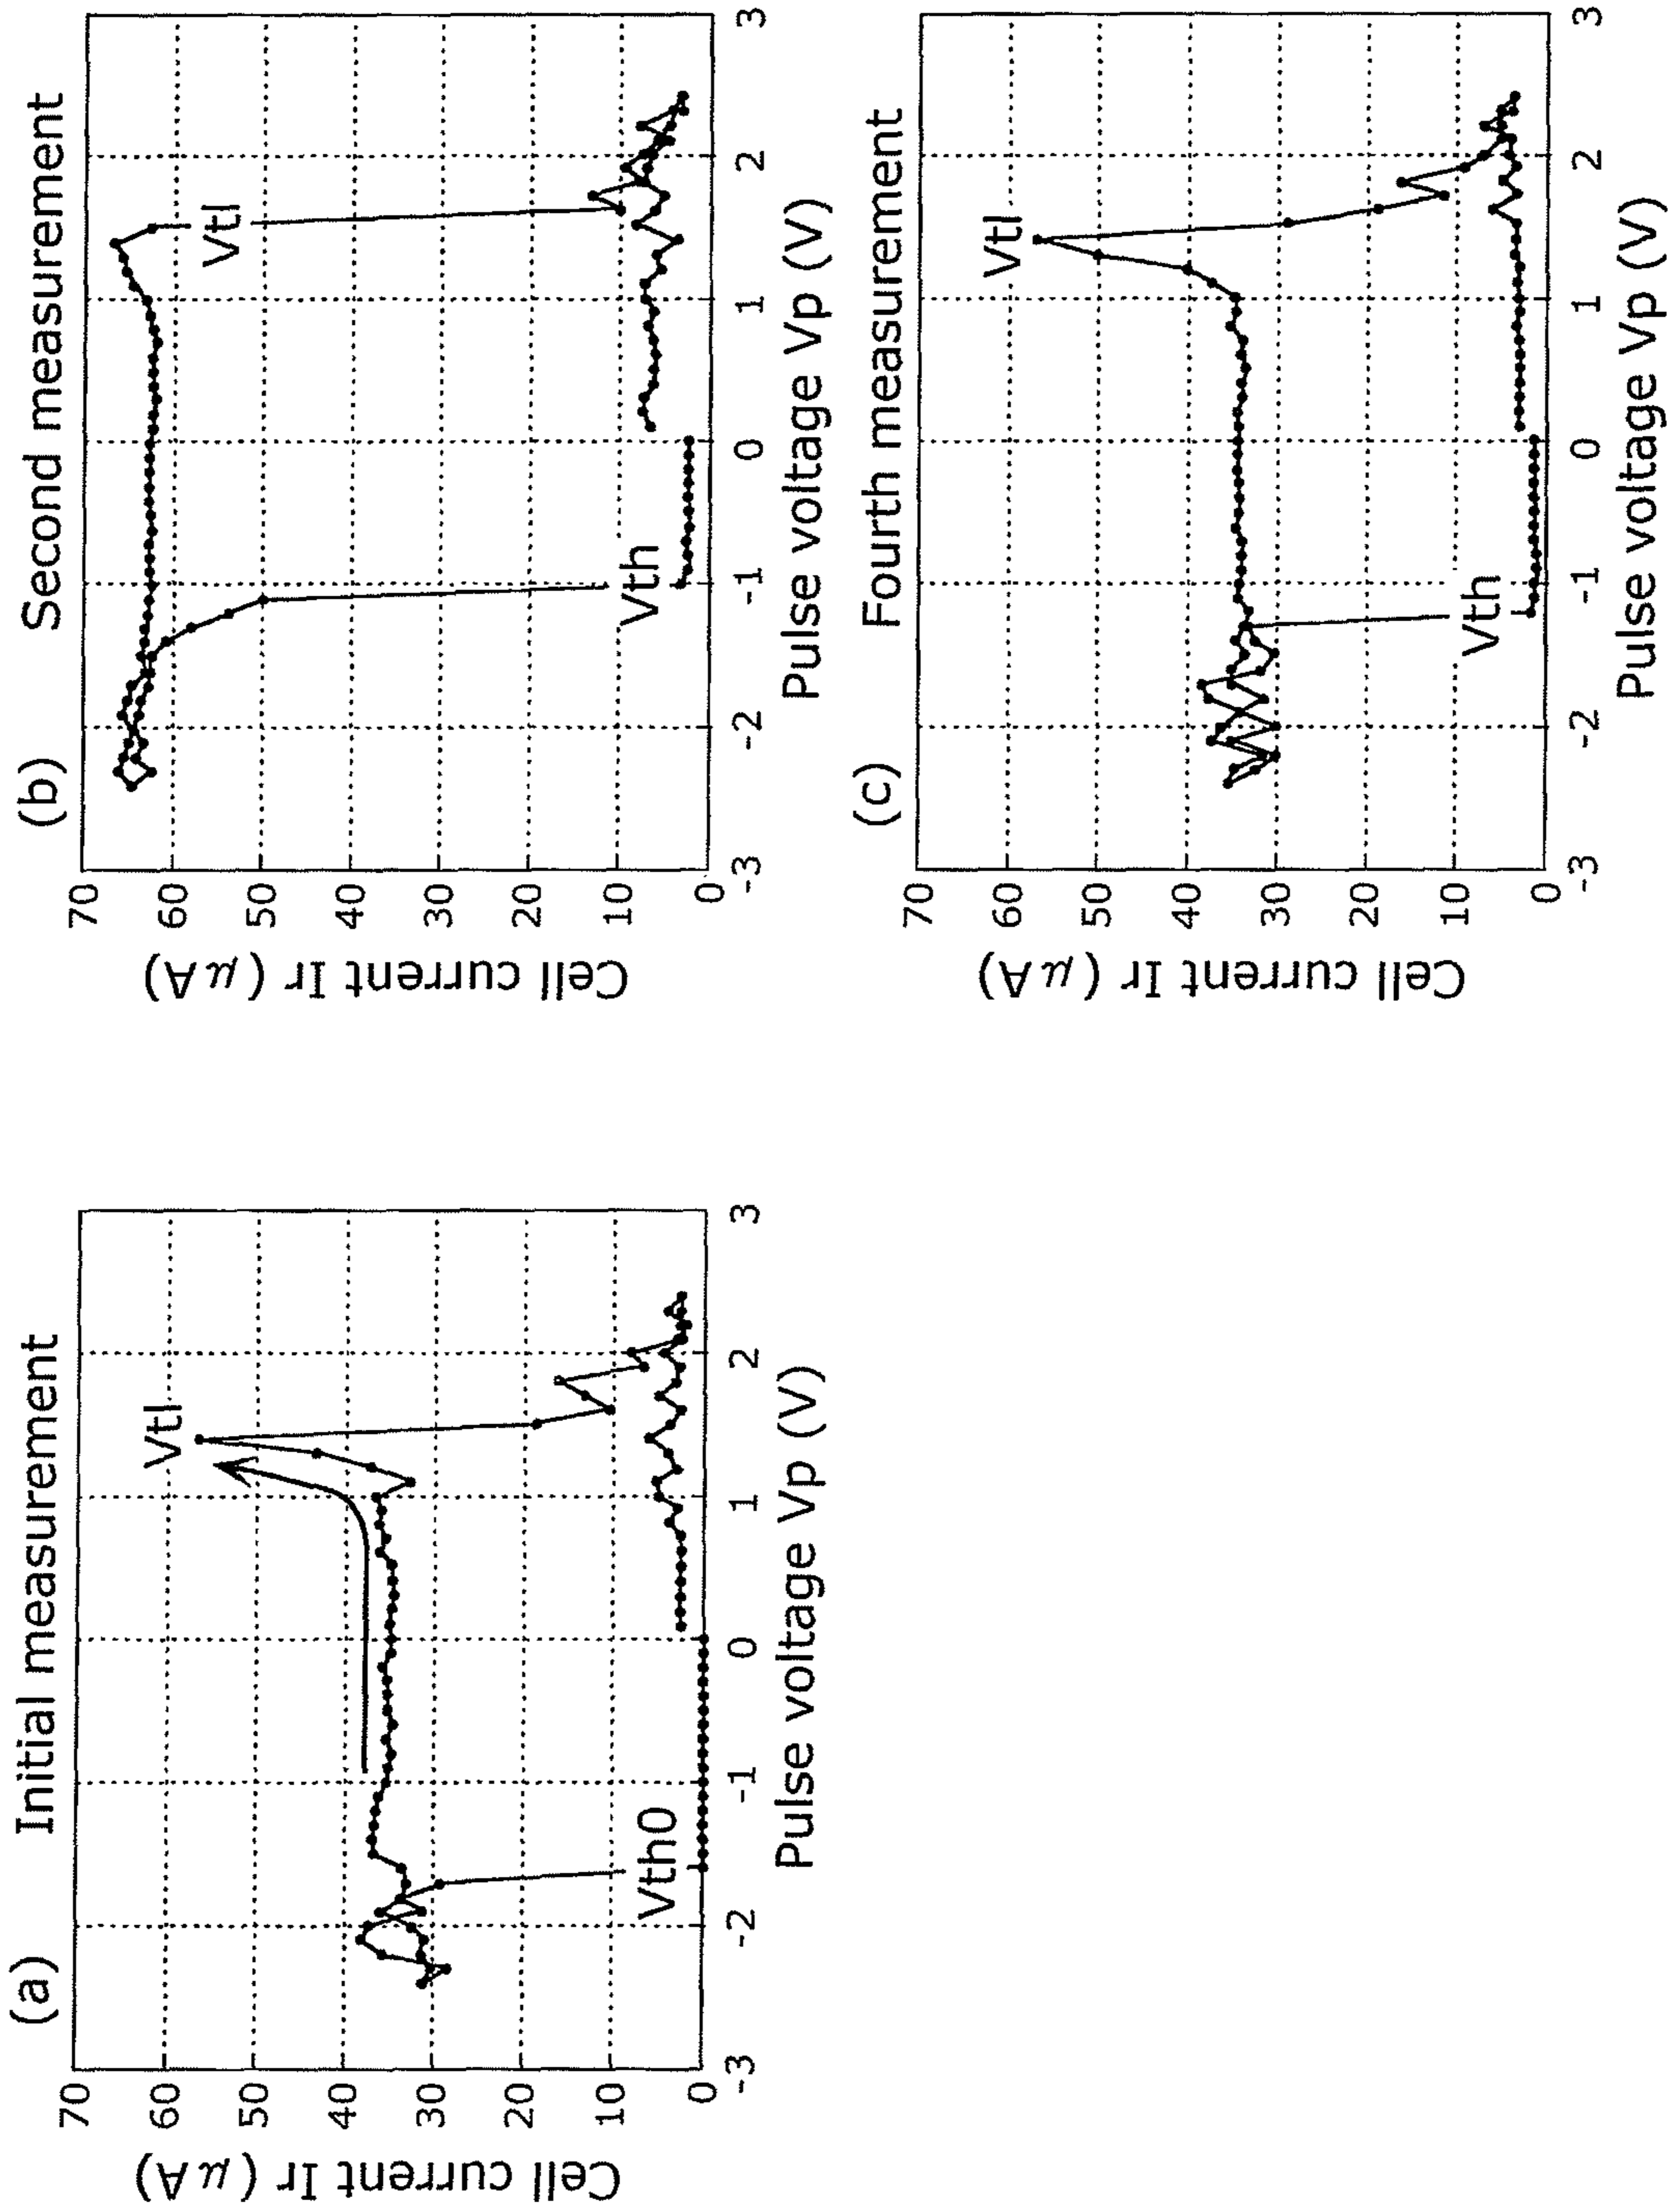 (a) Initial measurement
Cell current Ir (μA)
70
60
50
40
30
20
10
0
Vtl
Vth0
-3 -2 -1 0 1 2 3
Pulse voltage Vp (V)
(b) Second measurement
Cell current Ir (μA)
70
60
50
40
30
20
10
0
Vtl
Vth
-3 -2 -1 0 1 2 3
Pulse voltage Vp (V)
(c) Fourth measurement
Cell current Ir (μA)
70
60
50
40
30
20
10
0
Vtl
Vth
-3 -2 -1 0 1 2 3
Pulse voltage Vp (V)